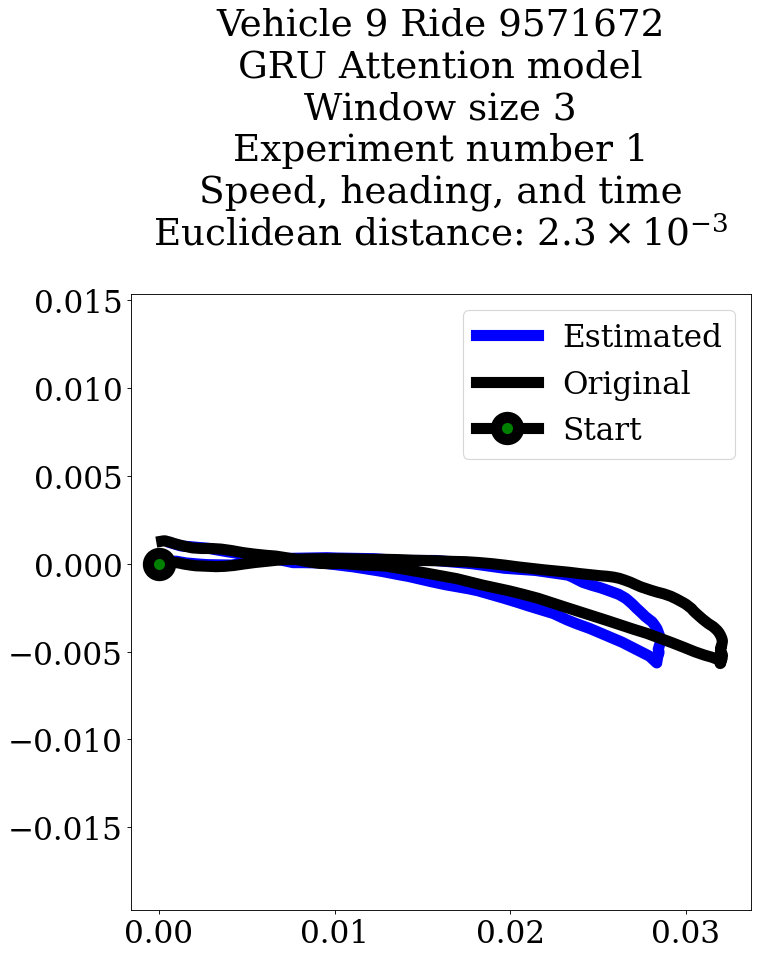 Vehicle 9 Ride 9571672
GRU Attention model
Window size 3
Experiment number 1
Speed, heading, and time
Euclidean distance: 2.3 × 10⁻³
Estimated
Original
Start
0.015
0.010
0.005
0.000
−0.005
−0.010
−0.015
0.00 0.01 0.02 0.03